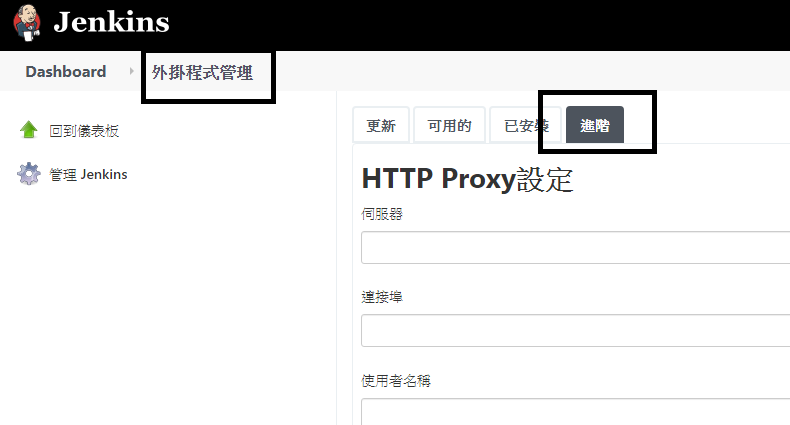 Jenkins
Dashboard 外掛程式管理
回到儀表板
管理 Jenkins
更新 可用的 已安裝 進階
HTTP Proxy設定
伺服器
連接埠
使用者名稱